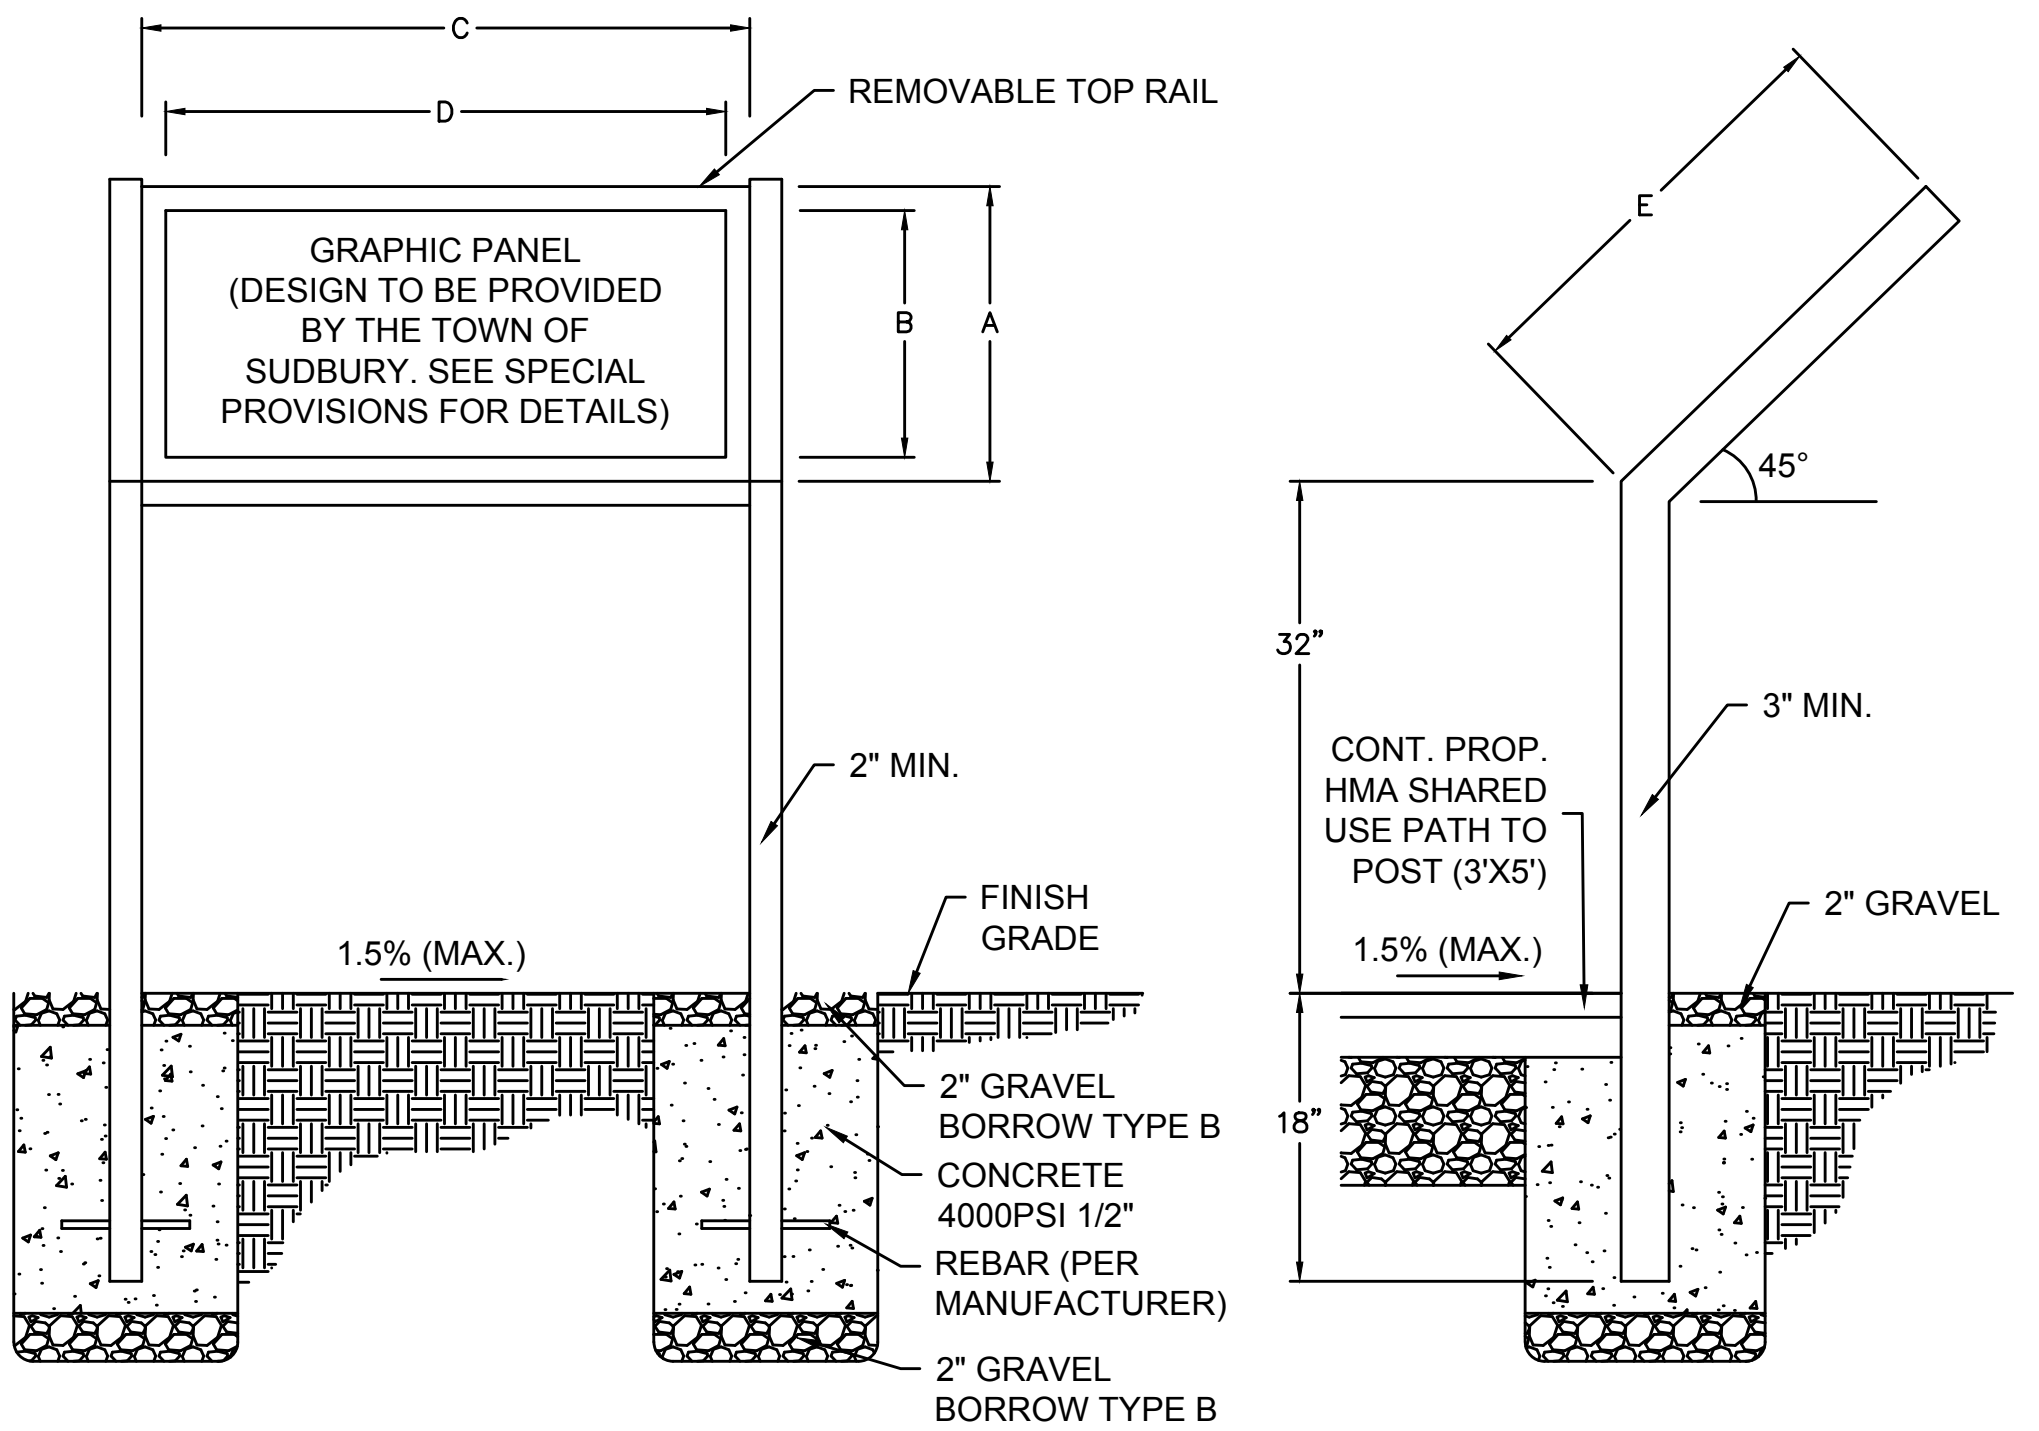 C
D
REMOVABLE TOP RAIL
GRAPHIC PANEL
(DESIGN TO BE PROVIDED
BY THE TOWN OF
SUDBURY. SEE SPECIAL
PROVISIONS FOR DETAILS)
B
A
2" MIN.
FINISH
GRADE
1.5% (MAX.)
2" GRAVEL
BORROW TYPE B
CONCRETE
4000PSI 1/2"
REBAR (PER
MANUFACTURER)
2" GRAVEL
BORROW TYPE B
E
45°
32”
3" MIN.
CONT. PROP.
HMA SHARED
USE PATH TO
POST (3'X5')
2" GRAVEL
1.5% (MAX.)
18”